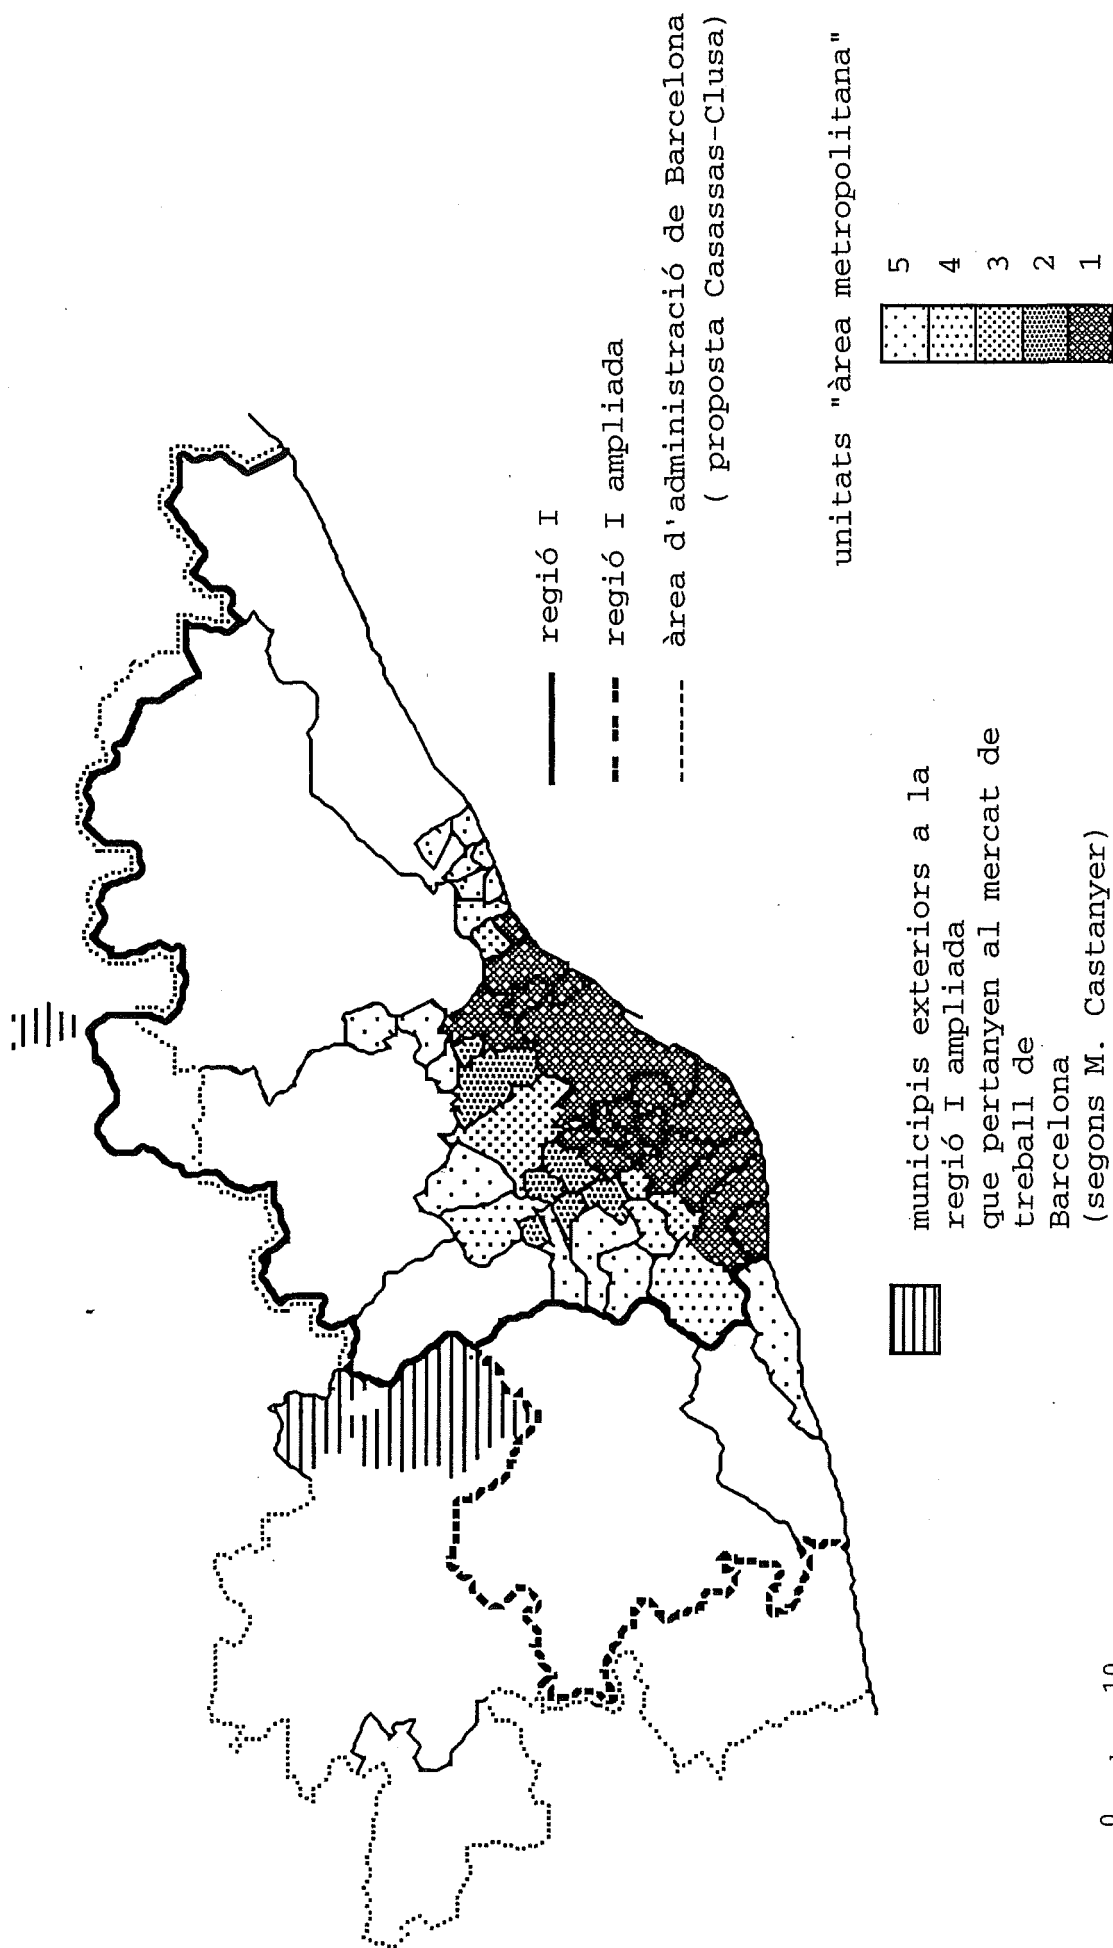 regió I
regió I ampliada
àrea d'administració de Barcelona
( proposta Casassas-Clusa)
unitats "àrea metropolitana"
5
4
3
2
1
municipis exteriors a la
regió I ampliada
que pertanyen al mercat de
treball de
Barcelona
(segons M. Castanyer)
0 10